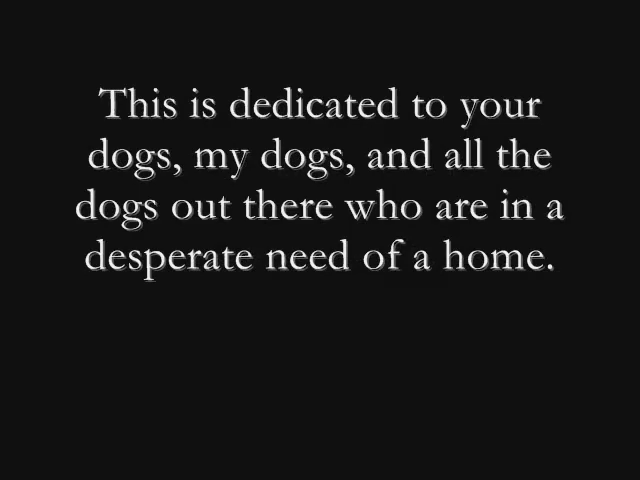 This is dedicated to your
dogs, my dogs, and all the
dogs out there who are in a
desperate need of a home.